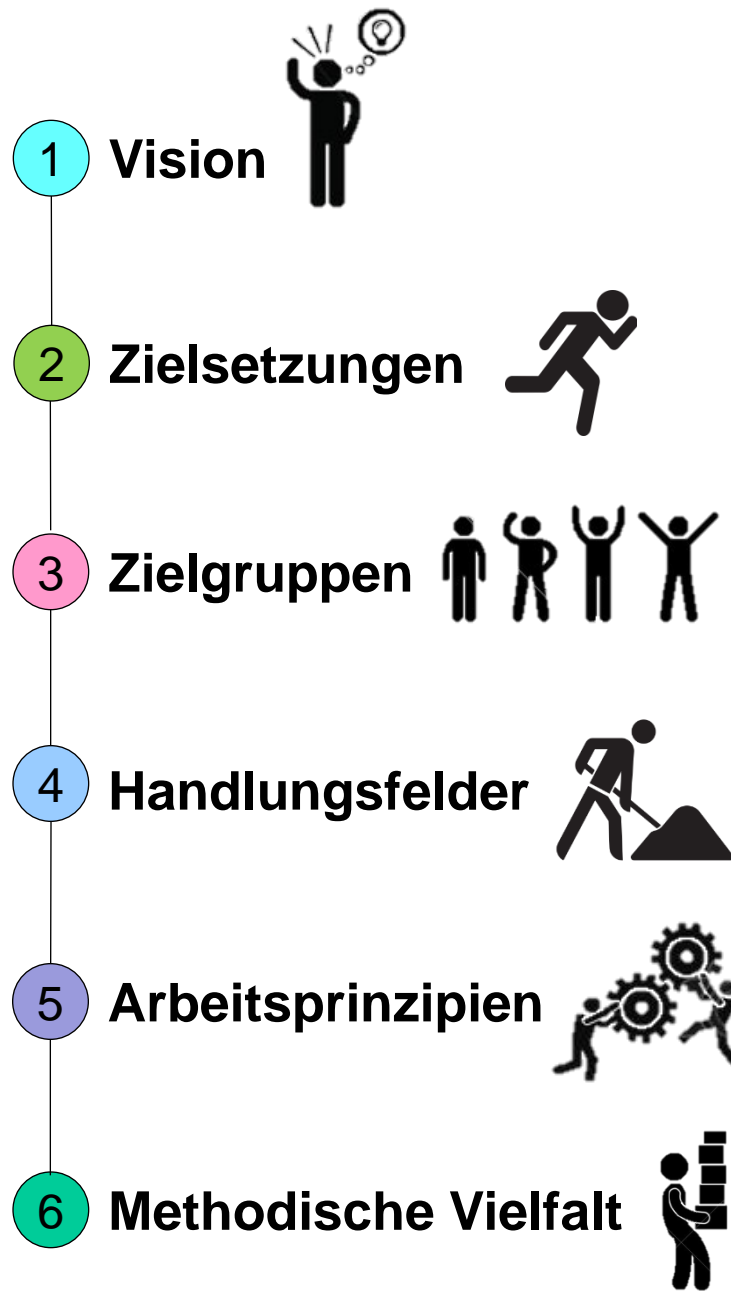 1 Vision
2 Zielsetzungen
3 Zielgruppen
4 Handlungsfelder
5 Arbeitsprinzipien
6 Methodische Vielfalt